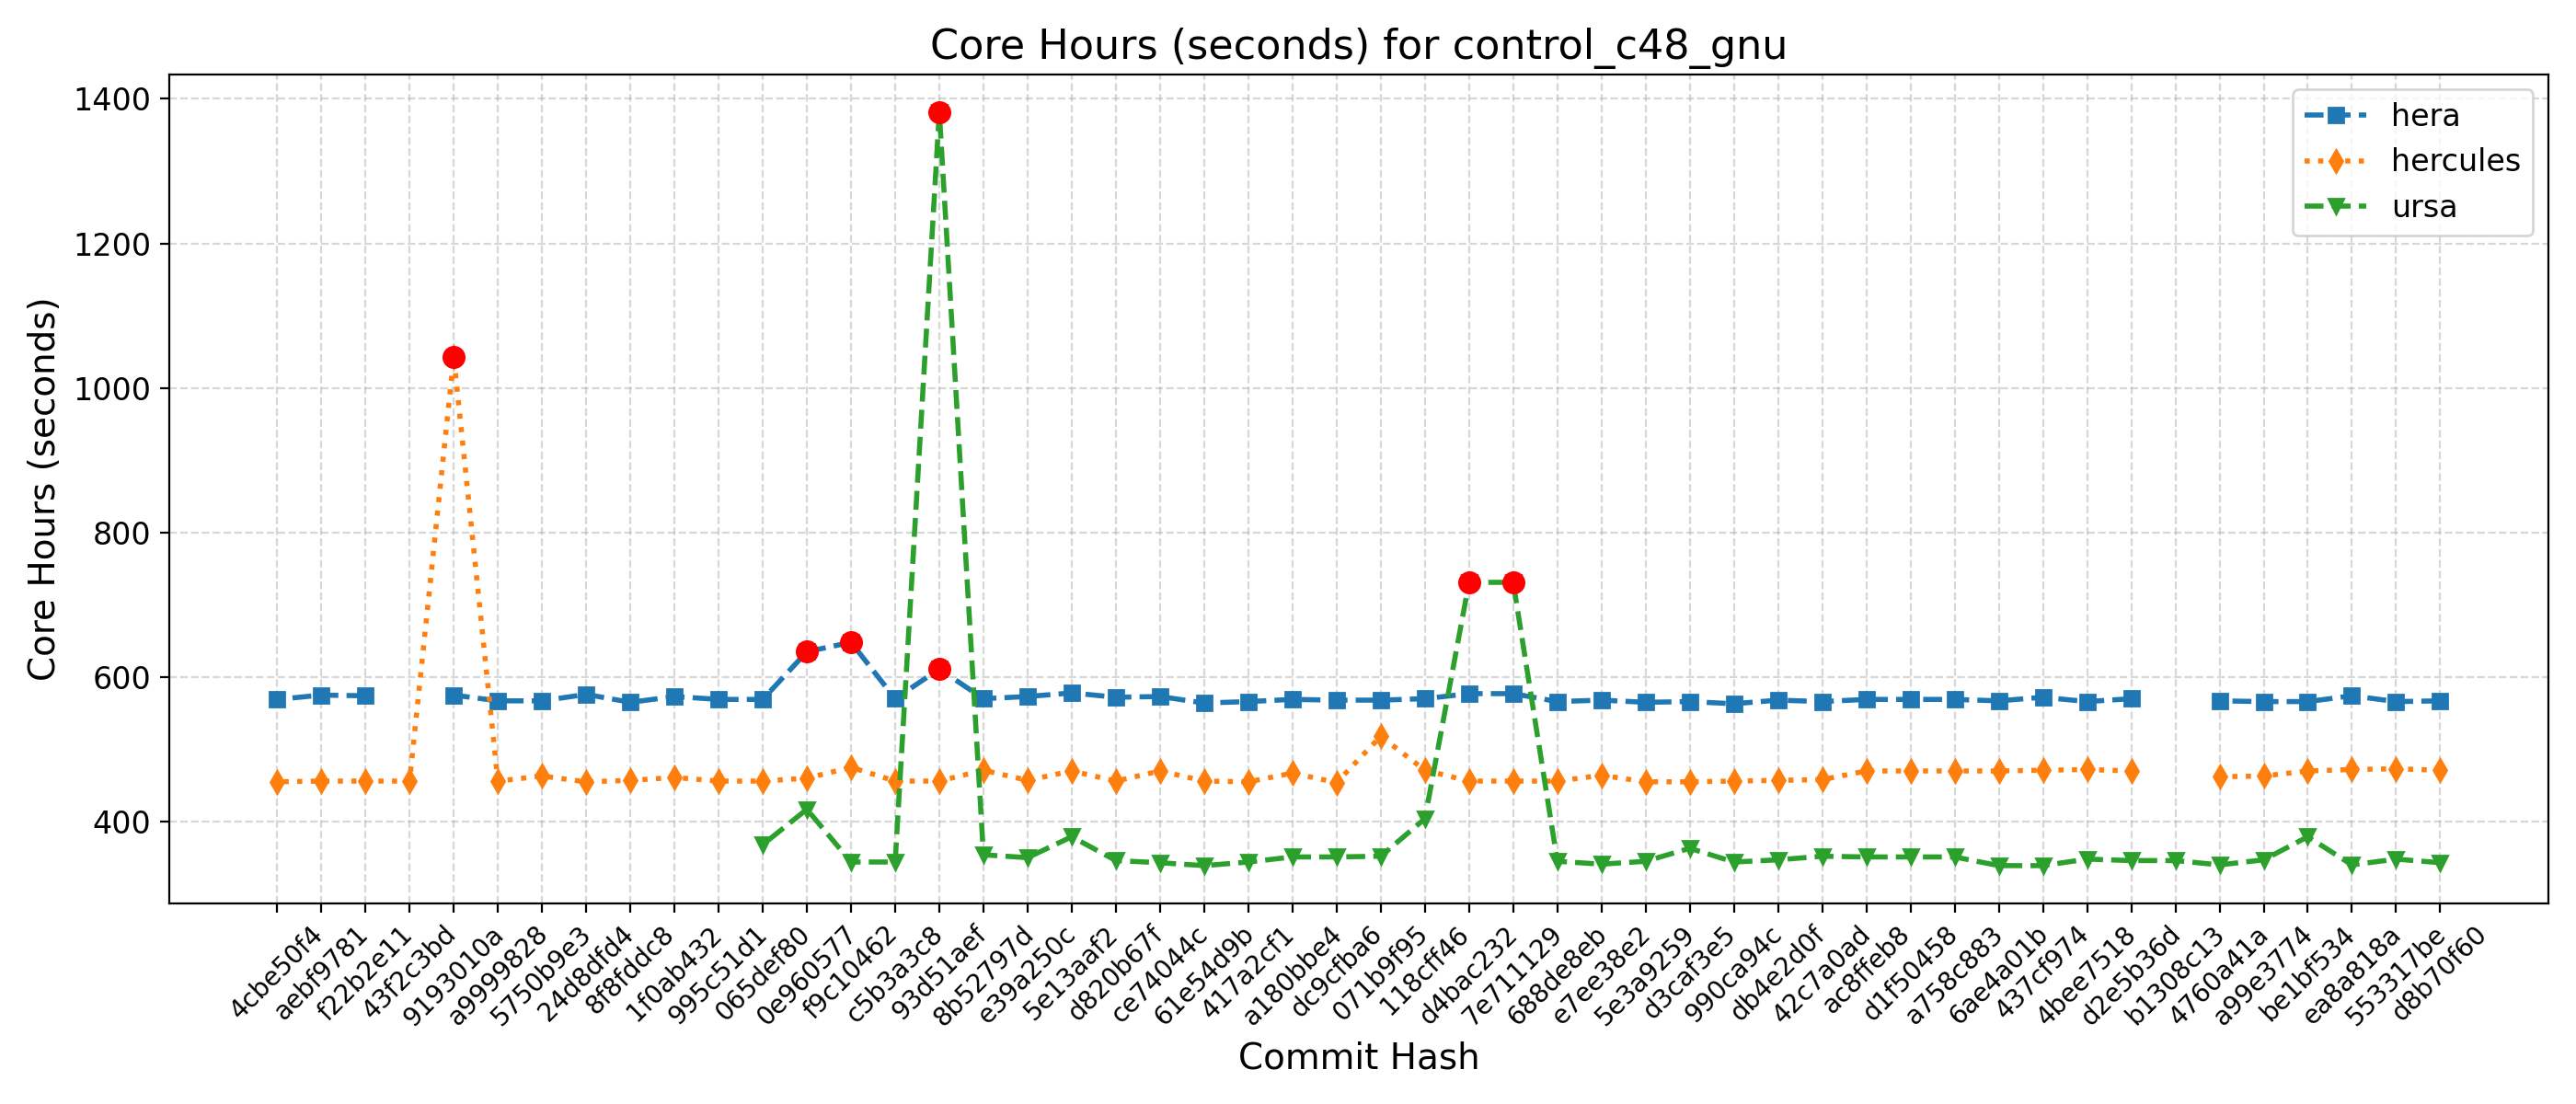 Core Hours (seconds) for control_c48_gnu
Core Hours (seconds)
1400
1200
1000
800
600
400
hera
hercules
ursa
4cbe50f4
aebf9781
f22b2e11
43f2c3bd
9193010a
a9999828
5750b9e3
24d8dfd4
8f8fddc8
1f0ab432
995c51d1
065def80
0e960577
f9c10462
c5b3a3c8
93d51aef
8b52797d
e39a250c
5e13aaf2
d820b67f
ce74044c
61e54d9b
417a2cf1
a180bbe4
dc9cfba6
071b9f95
118cff46
d4bac232
7e711129
688de8eb
e7ee38e2
5e3a9259
d3caf3e5
990ca94c
db4e2d0f
42c7a0ad
ac8ffeb8
d1f50458
a758c883
6ae4a01b
437cf974
4bee7518
d2e5b36d
b1308c13
4760a41a
a99e3774
be1bf534
ea8a818a
553317be
d8b70f60
Commit Hash